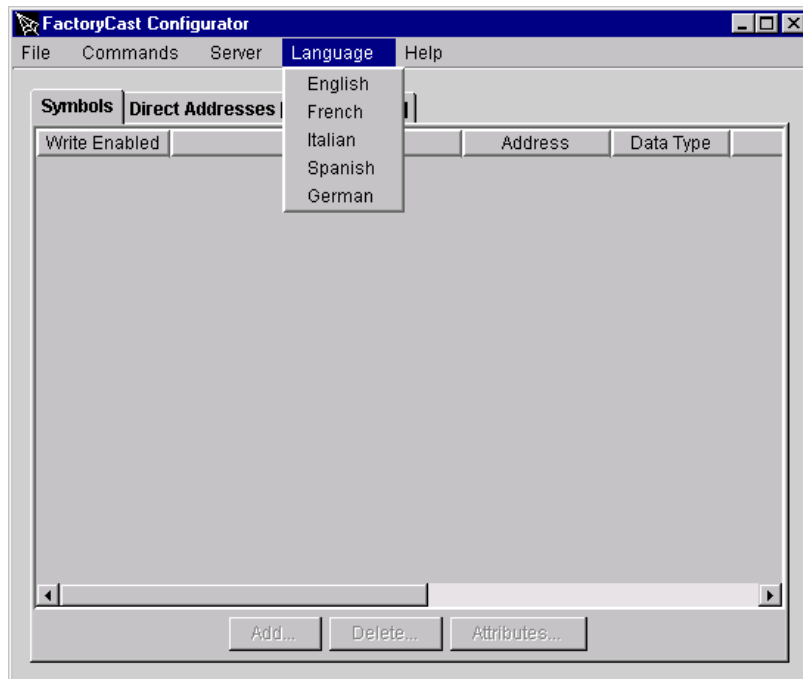 FactoryCast Configurator
File Commands Server Language Help
English
French
Italian
Spanish
German
Symbols Direct Addresses
Write Enabled Address Data Type
Add... Delete... Attributes...